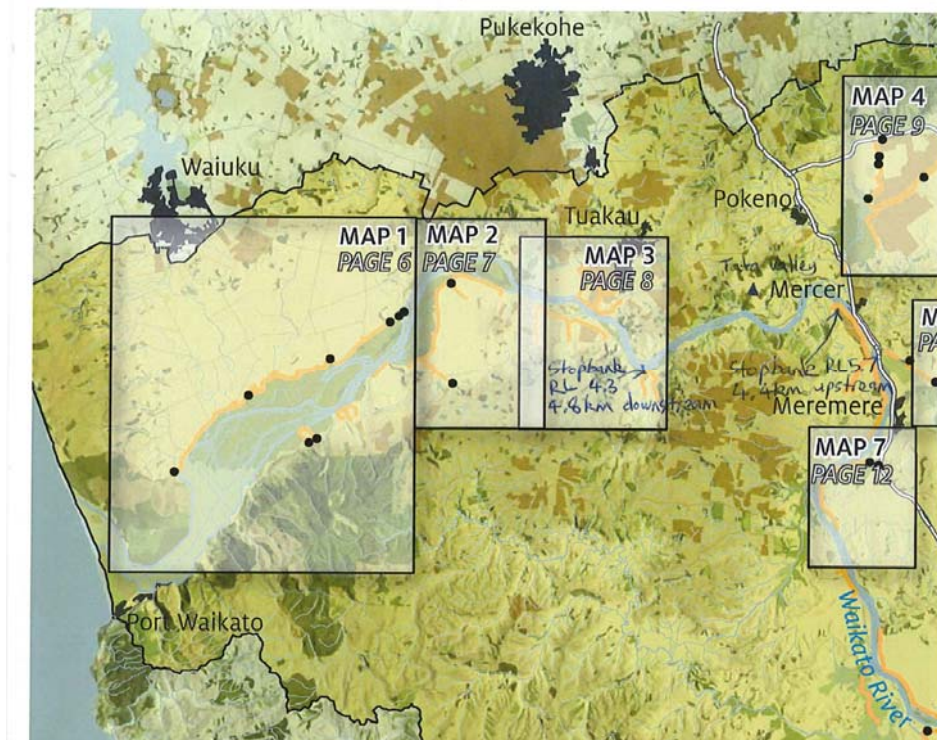 Pukekohe
MAP 4
PAGE 9
Waiuku
Pokeno
Tuakau
MAP 1
PAGE 6
MAP 2
PAGE 7
MAP 3
PAGE 8
Tata Valley
Mercer
M
PA
Stopbank
RL 4.3
4.8km downstream
Stopbank RL5.7
4.4km upstream
Meremere
MAP 7
PAGE 12
Port Waikato
Waikato River